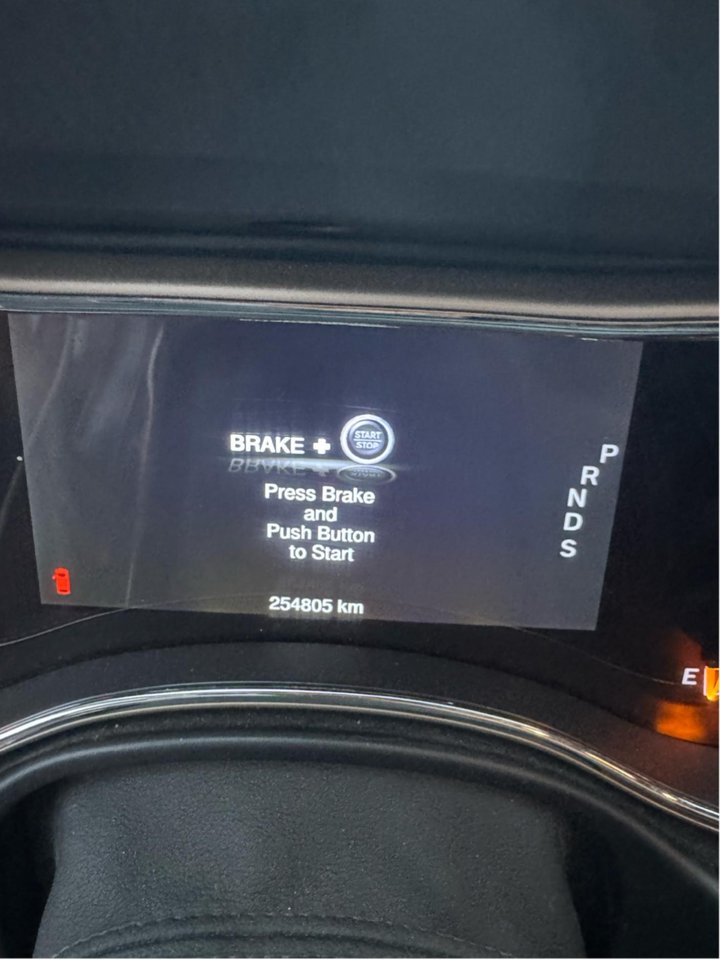 BRAKE + START STOP
Press Brake
and
Push Button
to Start
254805 km
P
R
N
D
S
E